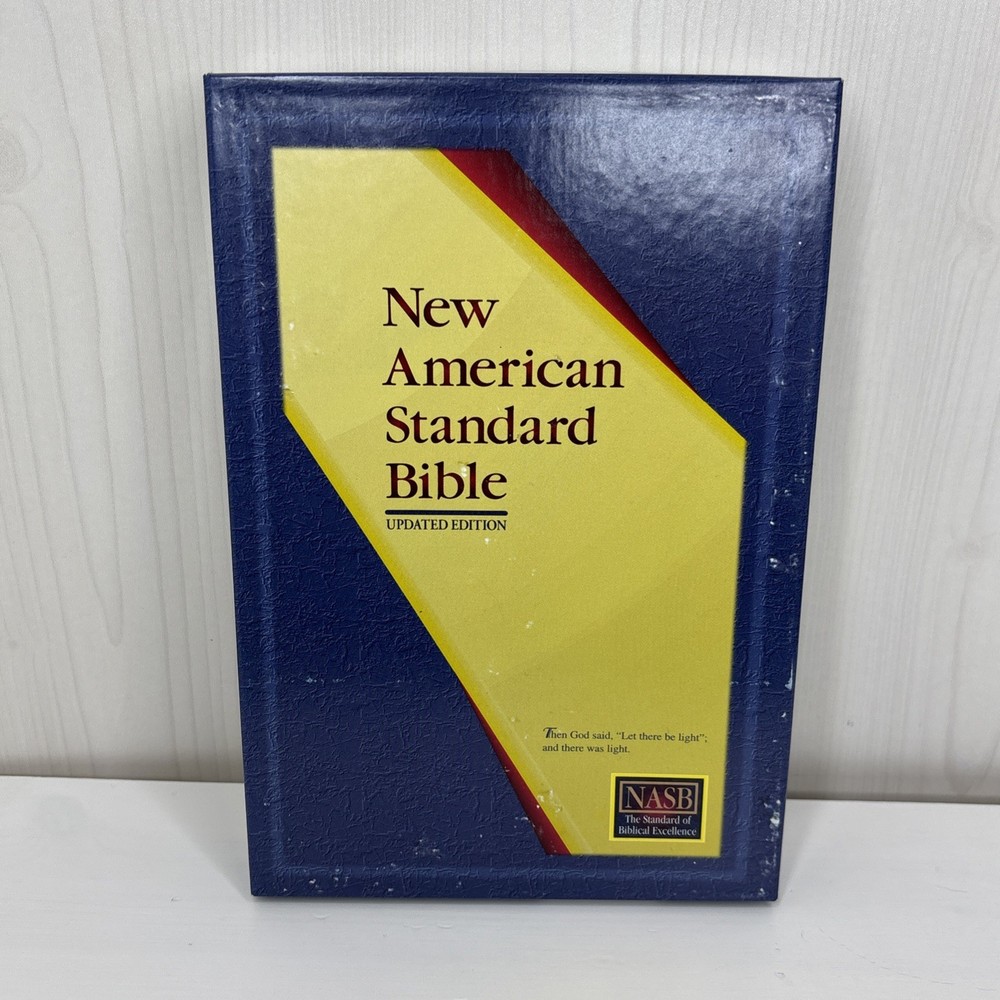 New
American
Standard
Bible
UPDATED EDITION
Then God said, “Let there be light”;
and there was light.
NASB
The Standard of
Biblical Excellence